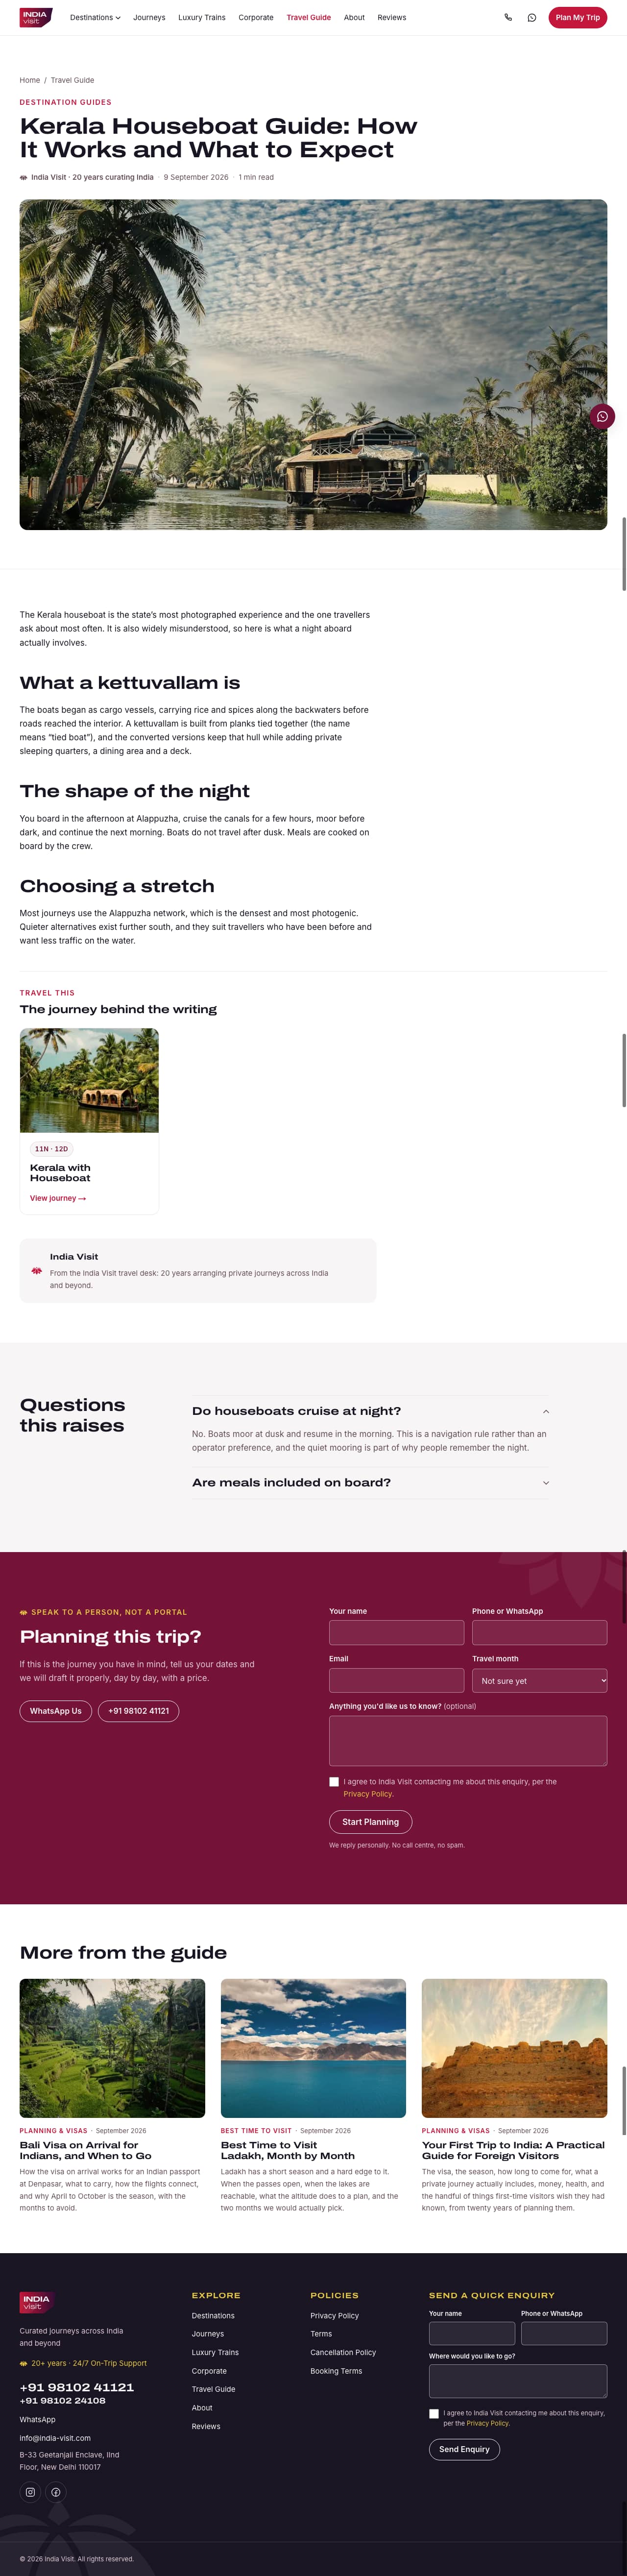 INDIA
visit
Destinations
Journeys
Luxury Trains
Corporate
Travel Guide
About
Reviews
Plan My Trip
Home / Travel Guide
DESTINATION GUIDES
Kerala Houseboat Guide: How
It Works and What to Expect
India Visit · 20 years curating India · 9 September 2026 · 1 min read
The Kerala houseboat is the state’s most photographed experience and the one travellers
ask about most often. It is also widely misunderstood, so here is what a night aboard
actually involves.
What a kettuvallam is
The boats began as cargo vessels, carrying rice and spices along the backwaters before
roads reached the interior. A kettuvallam is built from planks tied together (the name
means “tied boat”), and the converted versions keep that hull while adding private
sleeping quarters, a dining area and a deck.
The shape of the night
You board in the afternoon at Alappuzha, cruise the canals for a few hours, moor before
dark, and continue the next morning. Boats do not travel after dusk. Meals are cooked on
board by the crew.
Choosing a stretch
Most journeys use the Alappuzha network, which is the densest and most photogenic.
Quieter alternatives exist further south, and they suit travellers who have been before and
want less traffic on the water.
TRAVEL THIS
The journey behind the writing
11N · 12D
Kerala with
Houseboat
View journey →
India Visit
From the India Visit travel desk: 20 years arranging private journeys across India
and beyond.
Questions
this raises
Do houseboats cruise at night?
No. Boats moor at dusk and resume in the morning. This is a navigation rule rather than an
operator preference, and the quiet mooring is part of why people remember the night.
Are meals included on board?
SPEAK TO A PERSON, NOT A PORTAL
Planning this trip?
If this is the journey you have in mind, tell us your dates and
we will draft it properly, day by day, with a price.
WhatsApp Us
+91 98102 41121
Your name
Phone or WhatsApp
Email
Travel month
Not sure yet
Anything you'd like us to know? (optional)
I agree to India Visit contacting me about this enquiry, per the
Privacy Policy.
Start Planning
We reply personally. No call centre, no spam.
More from the guide
PLANNING & VISAS · September 2026
Bali Visa on Arrival for
Indians, and When to Go
How the visa on arrival works for an Indian passport
at Denpasar, what to carry, how the flights connect,
and why April to October is the season, with the
months to avoid.
BEST TIME TO VISIT · September 2026
Best Time to Visit
Ladakh, Month by Month
Ladakh has a short season and a hard edge to it.
When the passes open, when the lakes are
reachable, what the altitude does to a plan, and the
two months we would actually pick.
PLANNING & VISAS · September 2026
Your First Trip to India: A Practical
Guide for Foreign Visitors
The visa, the season, how long to come for, what a
private journey actually includes, money, health, and
the handful of things first-time visitors wish they had
known, from twenty years of planning them.
INDIA
visit
Curated journeys across India
and beyond
20+ years · 24/7 On-Trip Support
+91 98102 41121
+91 98102 24108
WhatsApp
info@india-visit.com
B-33 Geetanjali Enclave, IInd
Floor, New Delhi 110017
EXPLORE
Destinations
Journeys
Luxury Trains
Corporate
Travel Guide
About
Reviews
POLICIES
Privacy Policy
Terms
Cancellation Policy
Booking Terms
SEND A QUICK ENQUIRY
Your name
Phone or WhatsApp
Where would you like to go?
I agree to India Visit contacting me about this enquiry,
per the Privacy Policy.
Send Enquiry
© 2026 India Visit. All rights reserved.